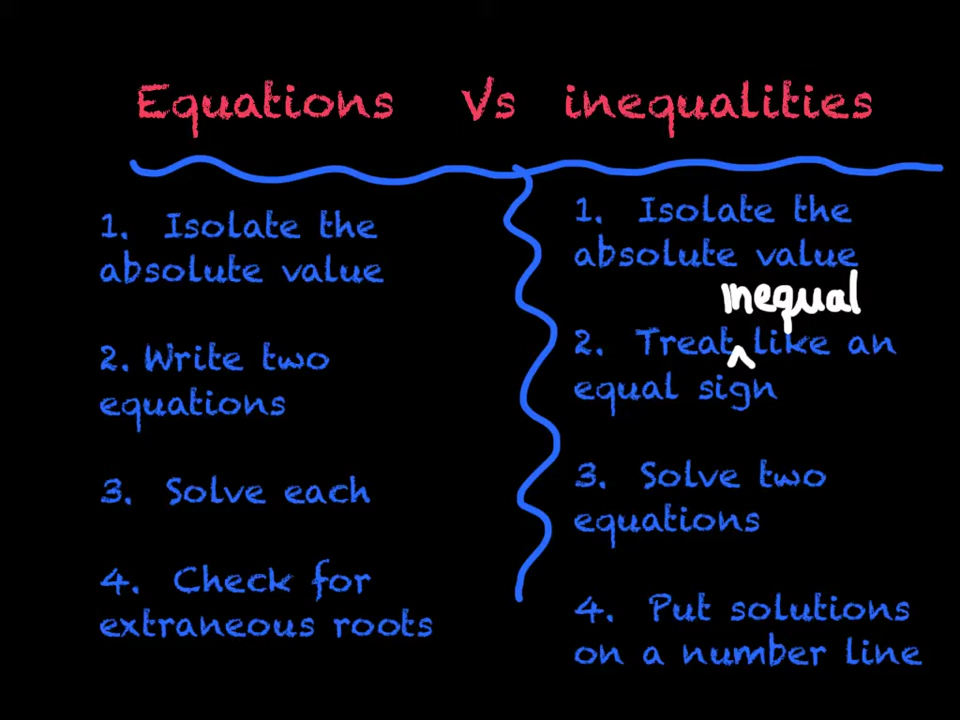 Equations Vs inequalities
1. Isolate the
absolute value
2. Write two
equations
3. Solve each
4. Check for
extraneous roots
1. Isolate the
absolute value
inequal
2. Treat ^ like an
equal sign
3. Solve two
equations
4. Put solutions
on a number line